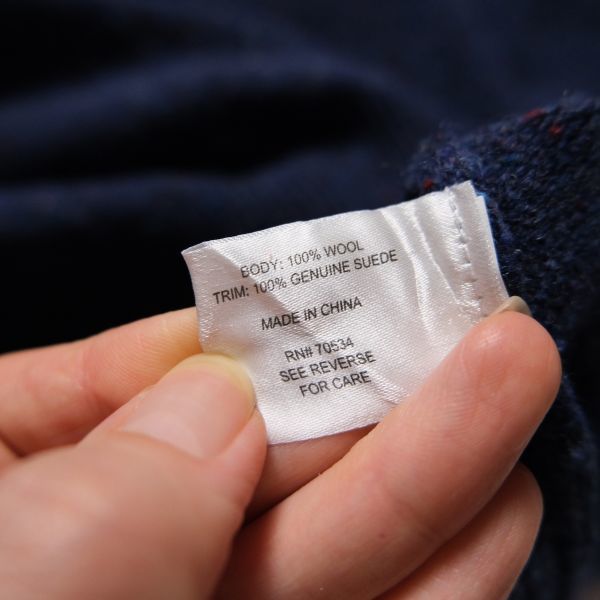 BODY: 100% WOOL
TRIM: 100% GENUINE SUEDE
MADE IN CHINA
RN# 70534
SEE REVERSE
FOR CARE